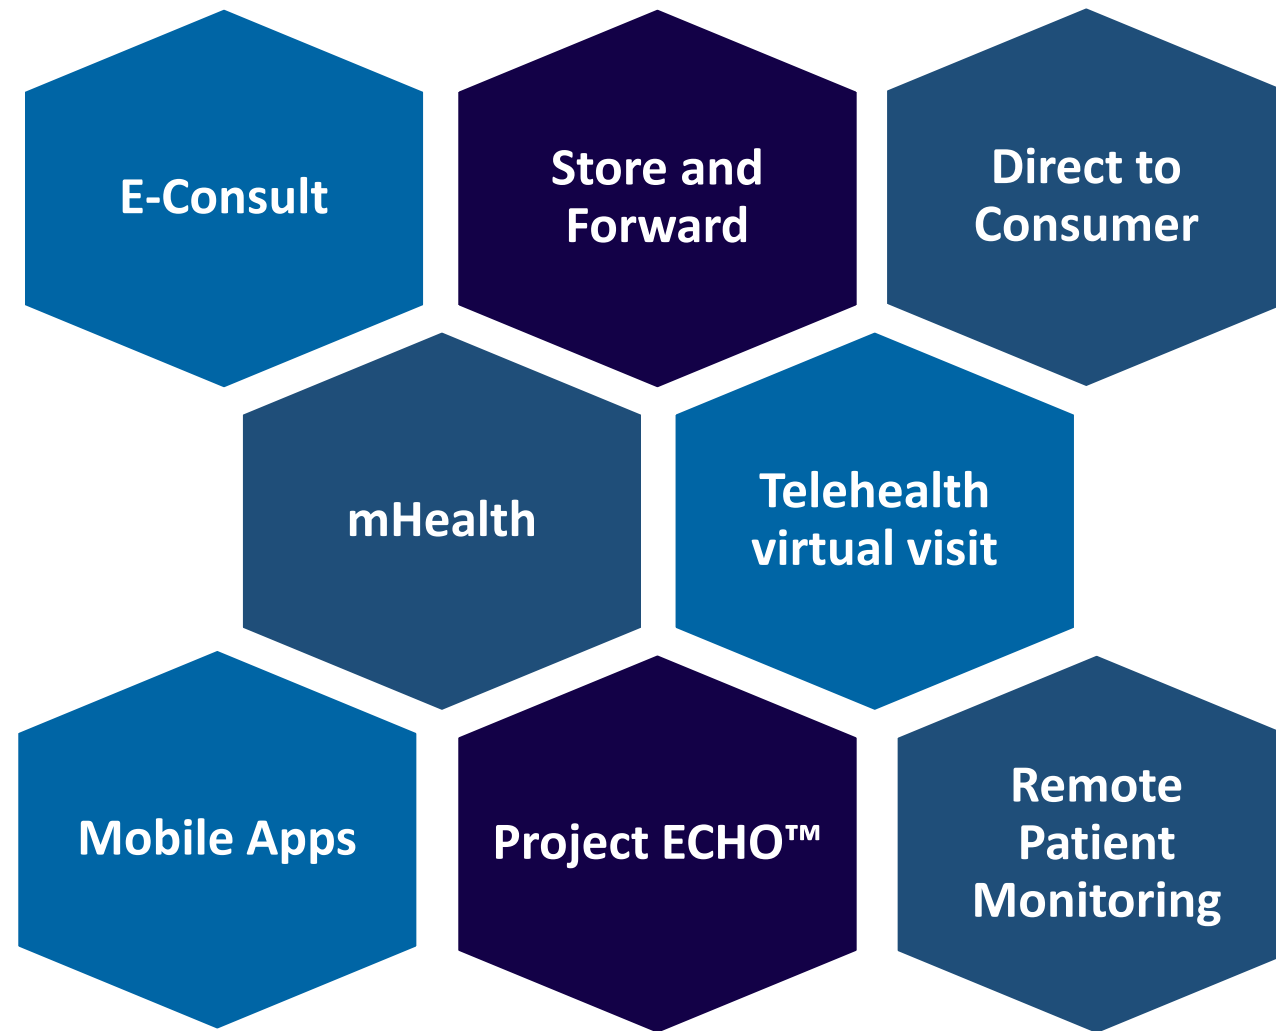 E-Consult
Store and
Forward
Direct to
Consumer
mHealth
Telehealth
virtual visit
Mobile Apps
Project ECHO™
Remote
Patient
Monitoring